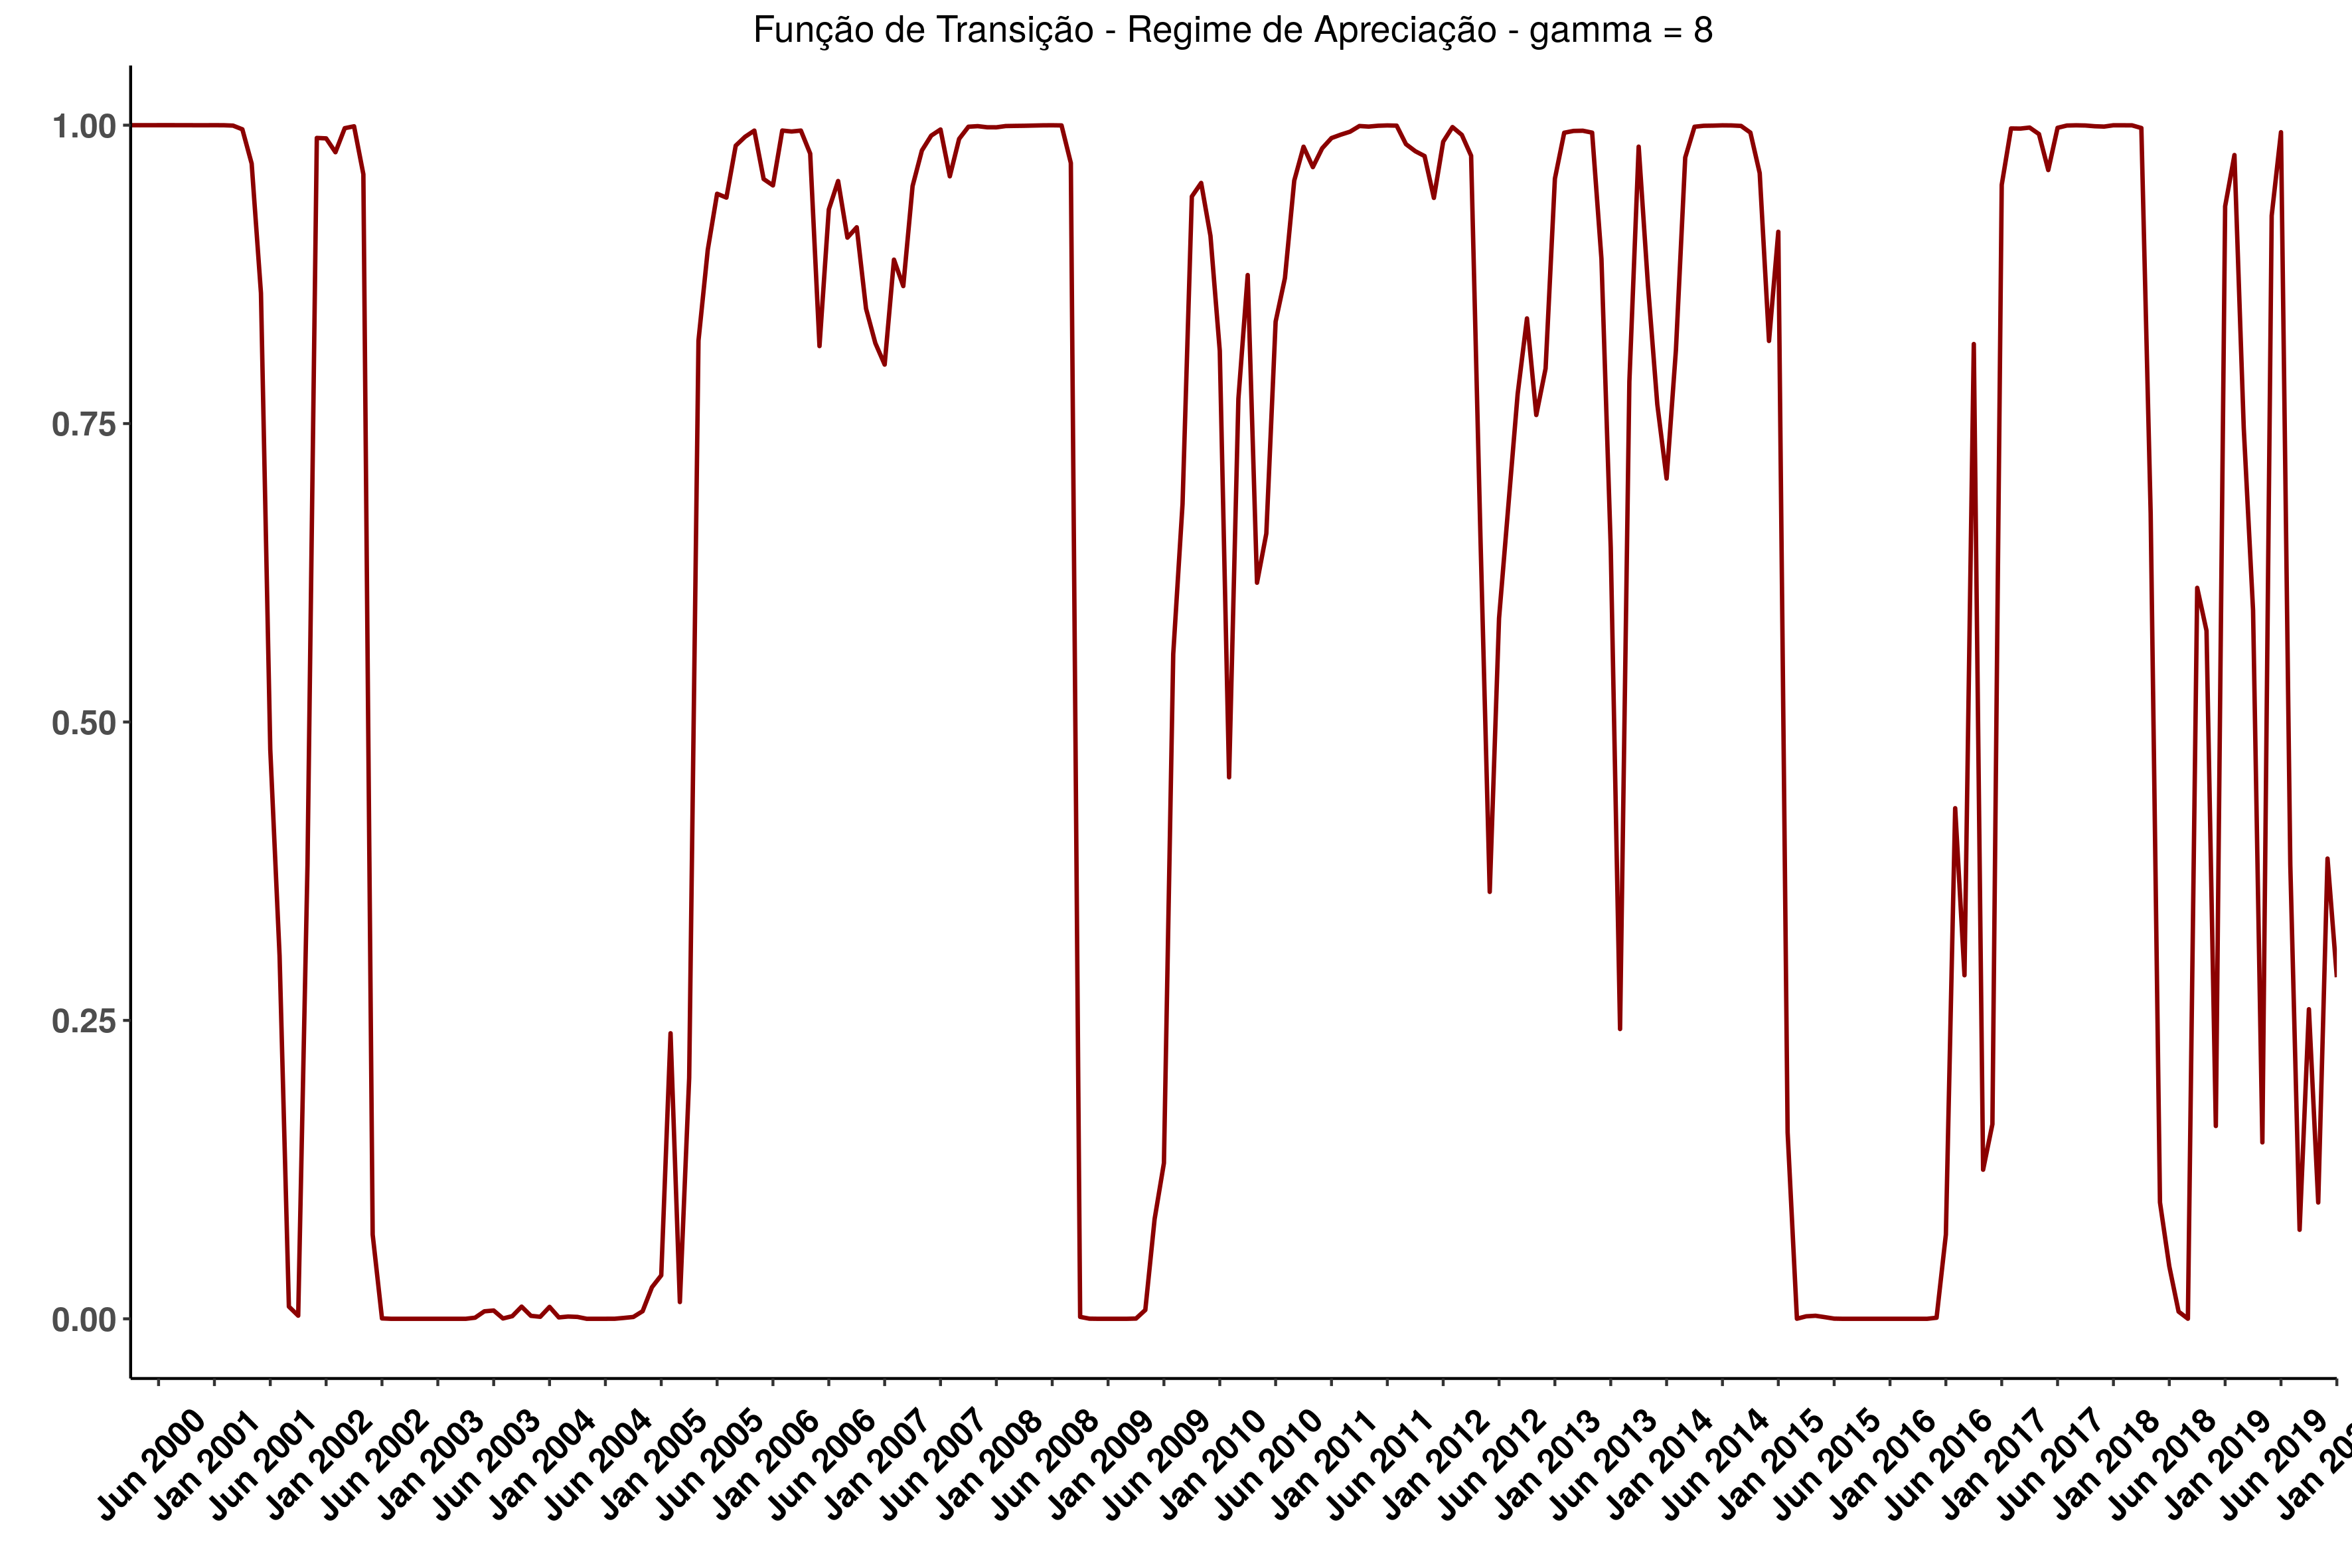 Função de Transição - Regime de Apreciação - gamma = 8
1.00
0.75
0.50
0.25
0.00
Jun 2000
Jan 2001
Jun 2001
Jan 2002
Jun 2002
Jan 2003
Jun 2003
Jan 2004
Jun 2004
Jan 2005
Jun 2005
Jan 2006
Jun 2006
Jan 2007
Jun 2007
Jan 2008
Jun 2008
Jan 2009
Jun 2009
Jan 2010
Jun 2010
Jan 2011
Jun 2011
Jan 2012
Jun 2012
Jan 2013
Jun 2013
Jan 2014
Jun 2014
Jan 2015
Jun 2015
Jan 2016
Jun 2016
Jan 2017
Jun 2017
Jan 2018
Jun 2018
Jan 2019
Jun 2019
Jan